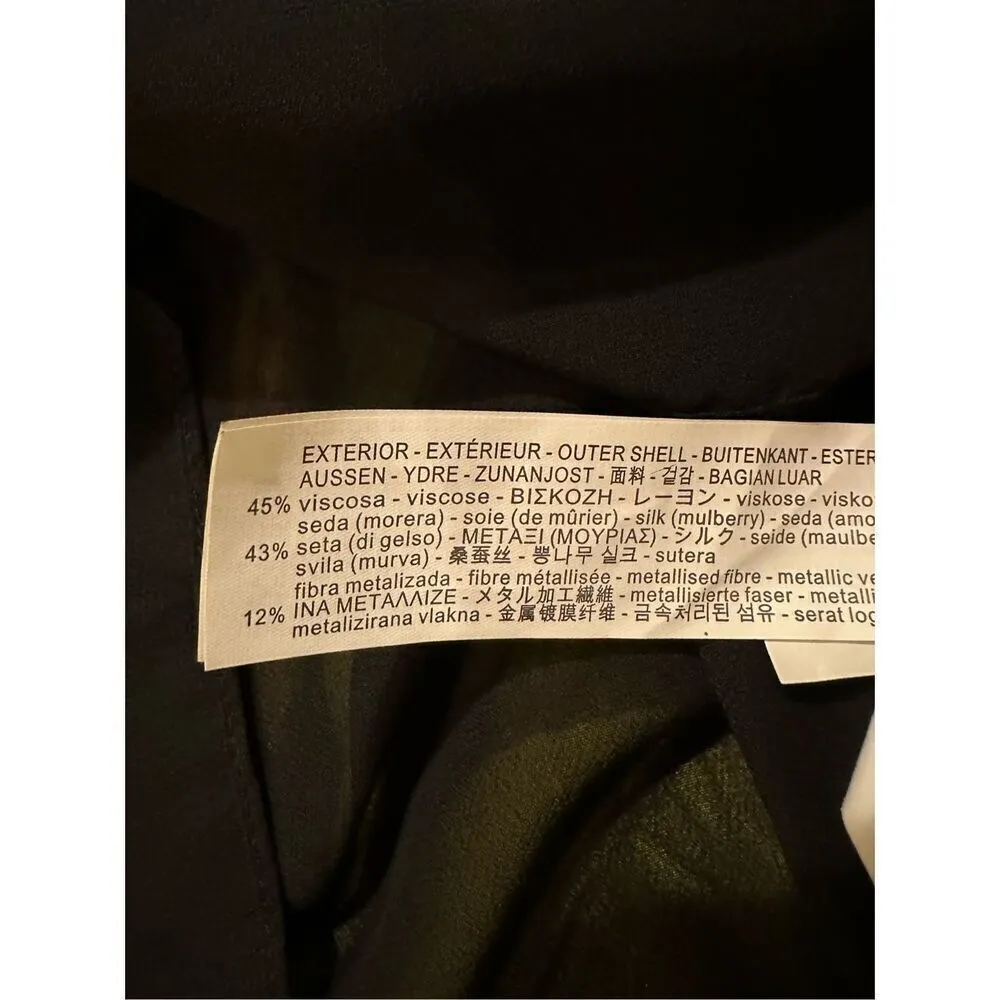 EXTERIOR - EXTÉRIEUR - OUTER SHELL - BUITENKANT - ESTER
AUSSEN - YDRE - ZUNANJOST - 面料 - 겉감 - BAGIAN LUAR
45% viscosa - viscose - ΒΙΣΚΟΖΗ - レーヨン - viskose - visko
seda (morera) - soie (de mûrier) - silk (mulberry) - seda (amo
43% seta (di gelso) - ΜΕΤΑΞΙ (ΜΟΥΡΙΑΣ) - シルク - seide (maulbe
svila (murva) - 桑蚕丝 - 뽕나무 실크 - sutera
fibra metalizada - fibre métallisée - metallised fibre - metallic ve
12% ΙΝΑ ΜΕΤΑΛΛΙΖΕ - メタル加工繊維 - metallisierte faser - metalli
metalizirana vlakna - 金属镀膜纤维 - 금속처리된 섬유 - serat log